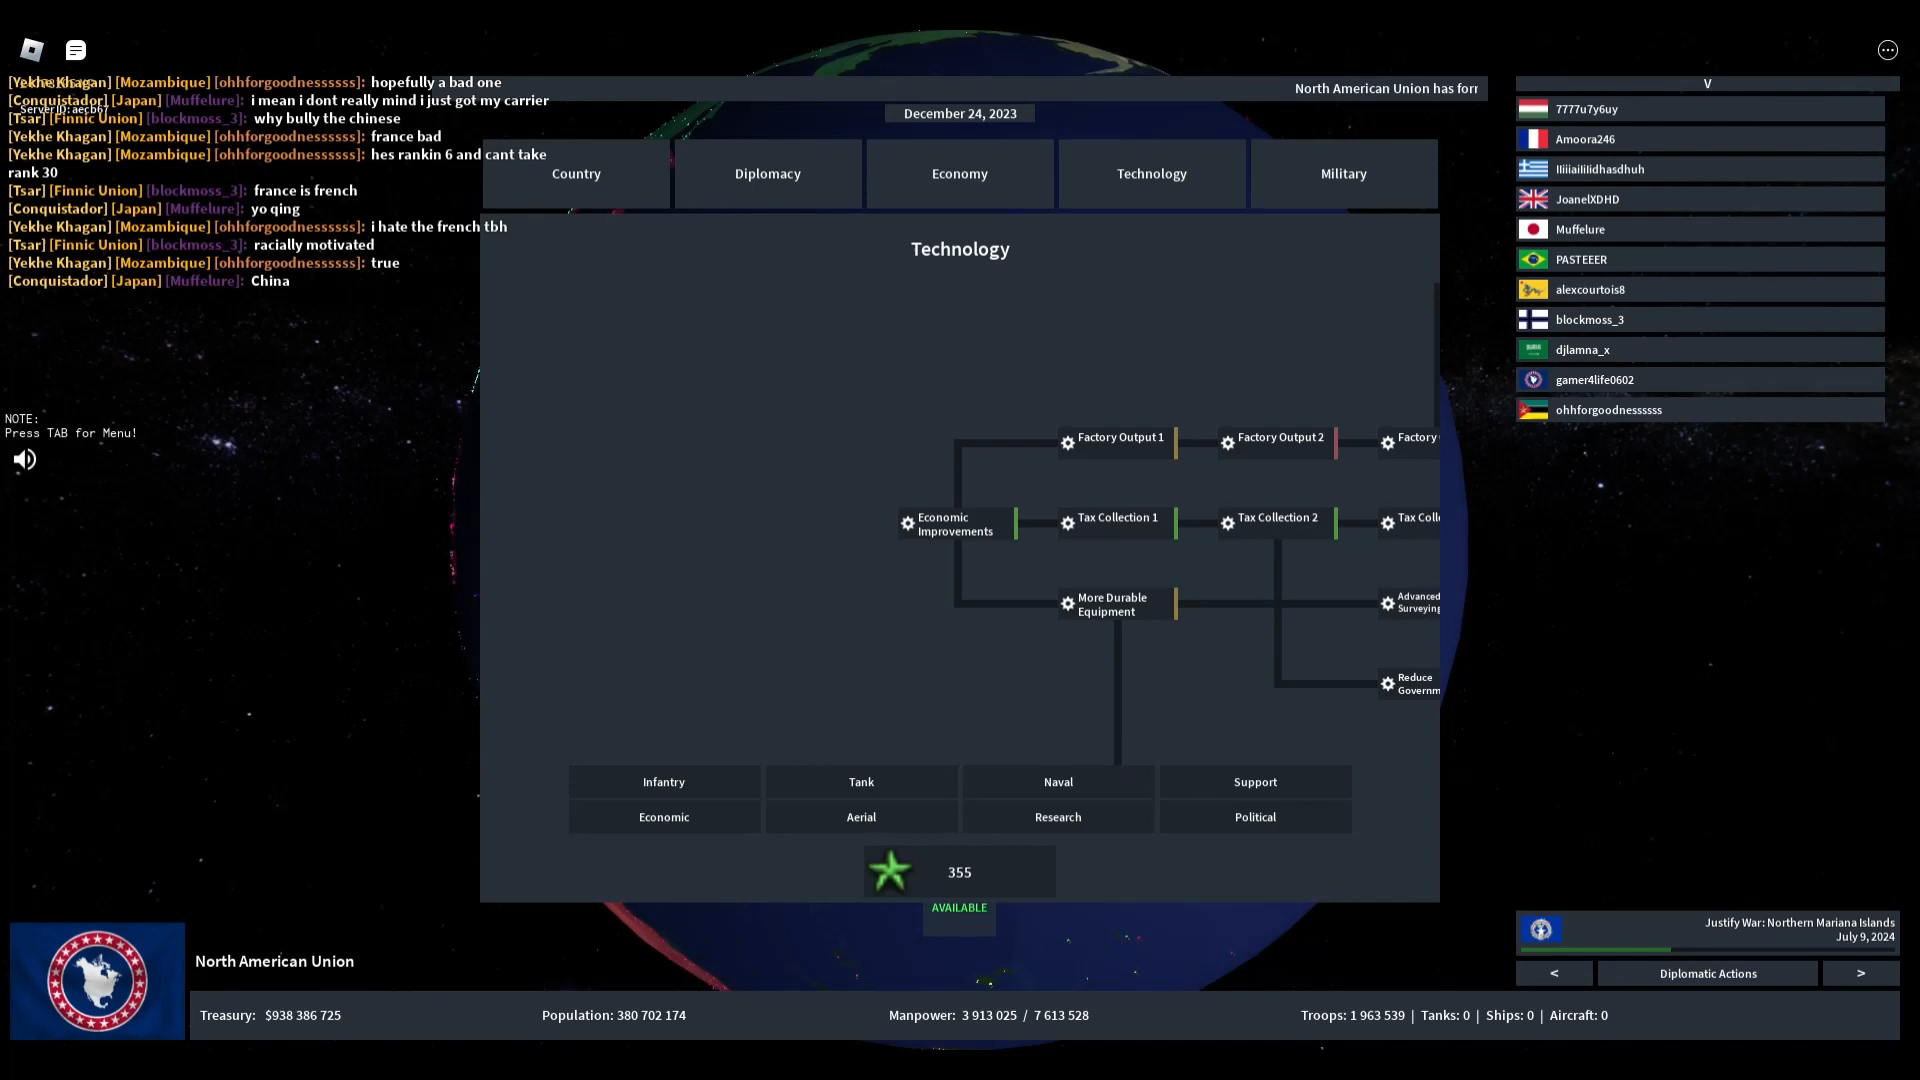 [Yekhe Khagan] [Mozambique] [ohhforgoodnessssss]: hopefully a bad one
[Conquistador] [Japan] [Muffelure]: i mean i dont really mind i just got my carrier
Server ID: aecb67
[Tsar] [Finnic Union] [blockmoss_3]: why bully the chinese
[Yekhe Khagan] [Mozambique] [ohhforgoodnessssss]: france bad
[Yekhe Khagan] [Mozambique] [ohhforgoodnessssss]: hes rankin 6 and cant take
rank 30
[Tsar] [Finnic Union] [blockmoss_3]: france is french
[Conquistador] [Japan] [Muffelure]: yo qing
[Yekhe Khagan] [Mozambique] [ohhforgoodnessssss]: i hate the french tbh
[Tsar] [Finnic Union] [blockmoss_3]: racially motivated
[Yekhe Khagan] [Mozambique] [ohhforgoodnessssss]: true
[Conquistador] [Japan] [Muffelure]: China
NOTE:
Press TAB for Menu!
North American Union has forr
December 24, 2023
Country
Diplomacy
Economy
Technology
Military
Technology
Factory Output 1
Factory Output 2
Factory
Economic
Improvements
Tax Collection 1
Tax Collection 2
Tax Coll
More Durable
Equipment
Advanced
Surveying
Reduce
Governm
Infantry
Tank
Naval
Support
Economic
Aerial
Research
Political
355
AVAILABLE
V
7777u7y6uy
Amoora246
JoanelXDHD
Muffelure
PASTEEER
alexcourtois8
blockmoss_3
djlamna_x
gamer4life0602
ohhforgoodnessssss
Justify War: Northern Mariana Islands
July 9, 2024
<
Diplomatic Actions
>
North American Union
Treasury: $938 386 725
Population: 380 702 174
Manpower: 3 913 025 / 7 613 528
Troops: 1 963 539 | Tanks: 0 | Ships: 0 | Aircraft: 0